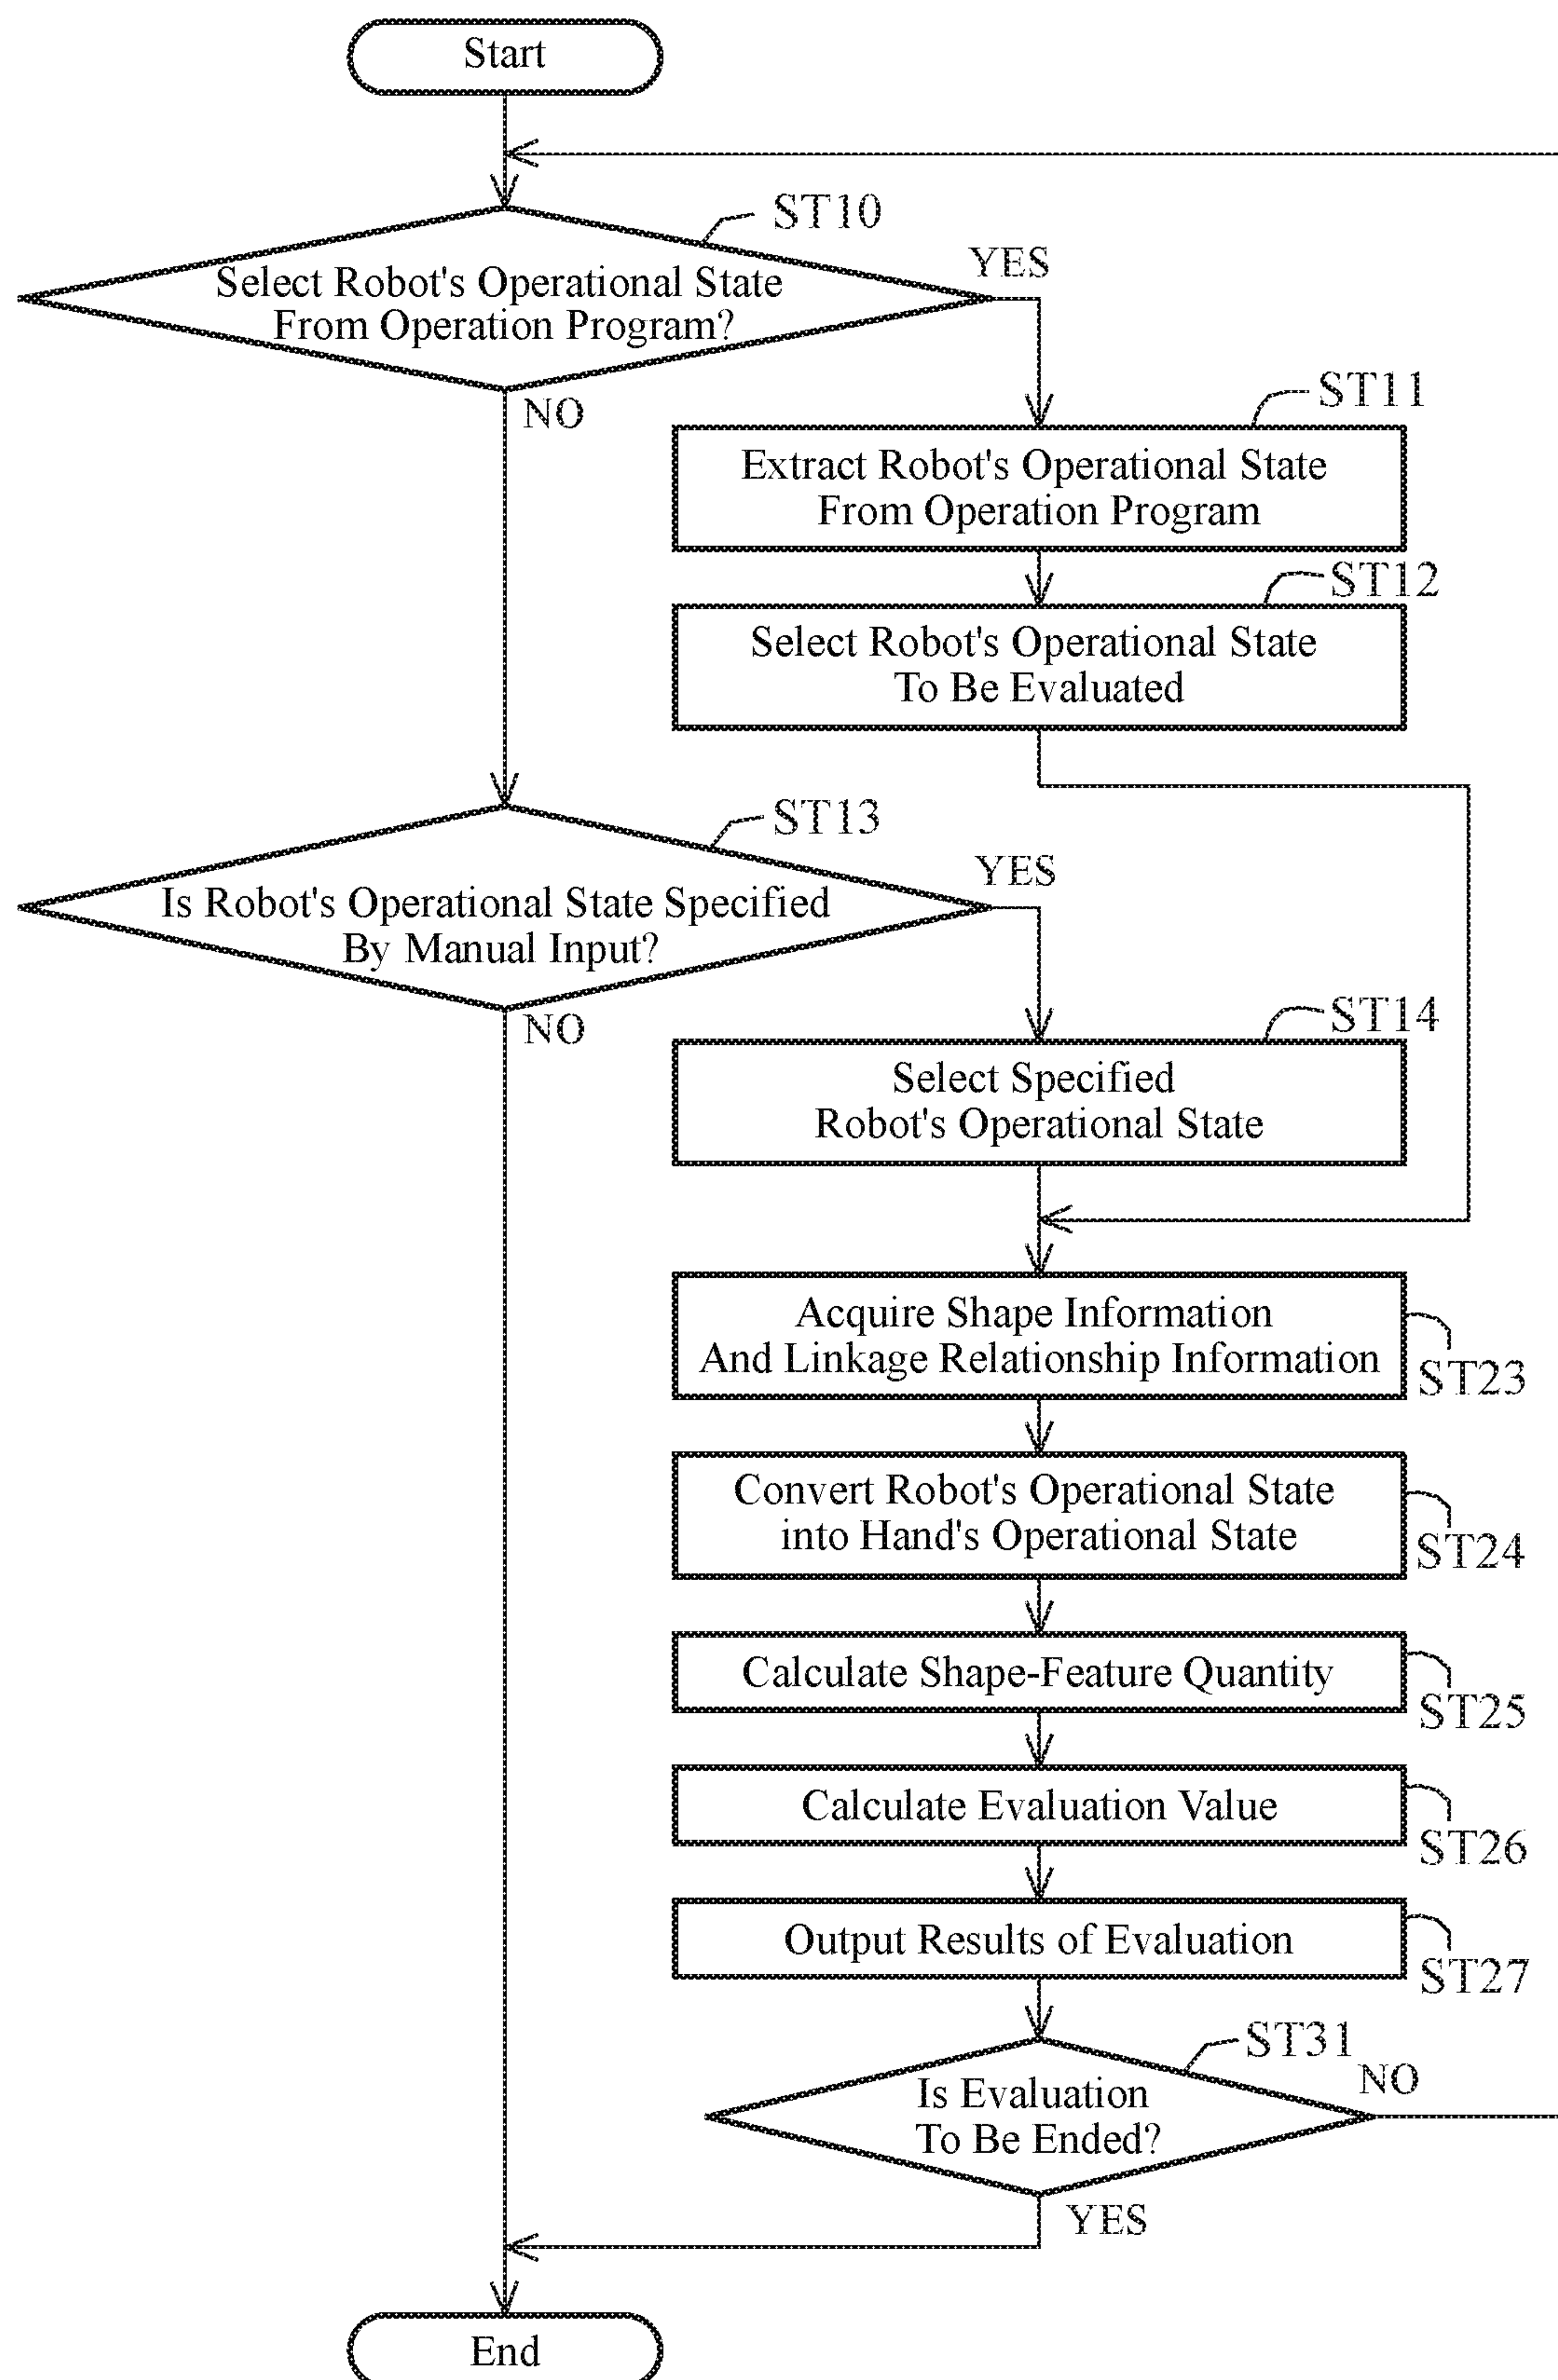 Start
ST10
Select Robot's Operational State
From Operation Program?
YES
NO
ST11
Extract Robot's Operational State
From Operation Program
ST12
Select Robot's Operational State
To Be Evaluated
ST13
Is Robot's Operational State Specified
By Manual Input?
YES
NO
ST14
Select Specified
Robot's Operational State
Acquire Shape Information
And Linkage Relationship Information
ST23
Convert Robot's Operational State
into Hand's Operational State
ST24
Calculate Shape-Feature Quantity
ST25
Calculate Evaluation Value
ST26
Output Results of Evaluation
ST27
ST31
Is Evaluation
To Be Ended?
NO
YES
End